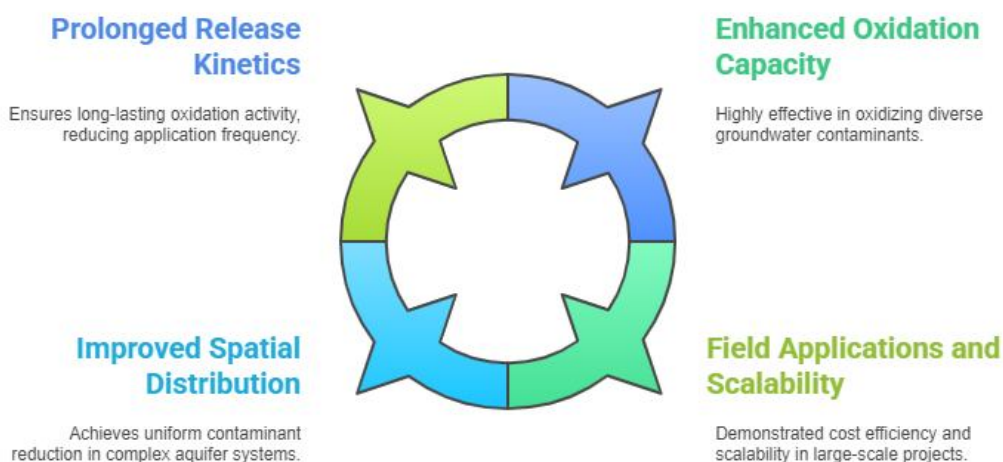 Prolonged Release
Kinetics
Ensures long-lasting oxidation activity,
reducing application frequency.
Enhanced Oxidation
Capacity
Highly effective in oxidizing diverse
groundwater contaminants.
Improved Spatial
Distribution
Achieves uniform contaminant
reduction in complex aquifer systems.
Field Applications and
Scalability
Demonstrated cost efficiency and
scalability in large-scale projects.